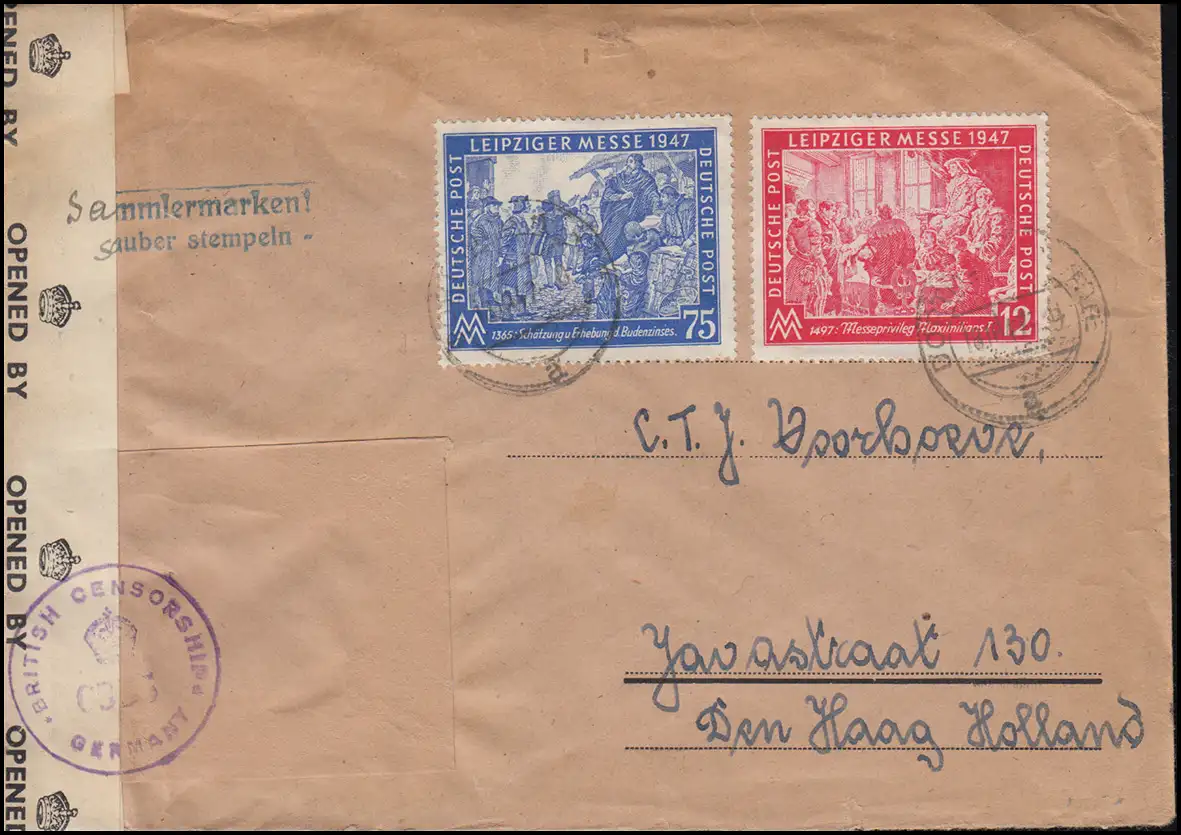 OPENED BY
OPENED BY
OPENED BY
OPENED
Sammlermarken!
Sauber stempeln -
LEIPZIGER MESSE 1947
DEUTSCHE POST
DEUTSCHE POST
1365: Schätzung u Erhebung d. Budenzinses.
75
LEIPZIGER MESSE 1947
DEUTSCHE POST
DEUTSCHE POST
1497: Messeprivileg Maximilians I.
12
C. T. J. Voorhoeve,
Javastraat 130.
Den Haag Holland
BRITISH CENSORSHIP
GERMANY